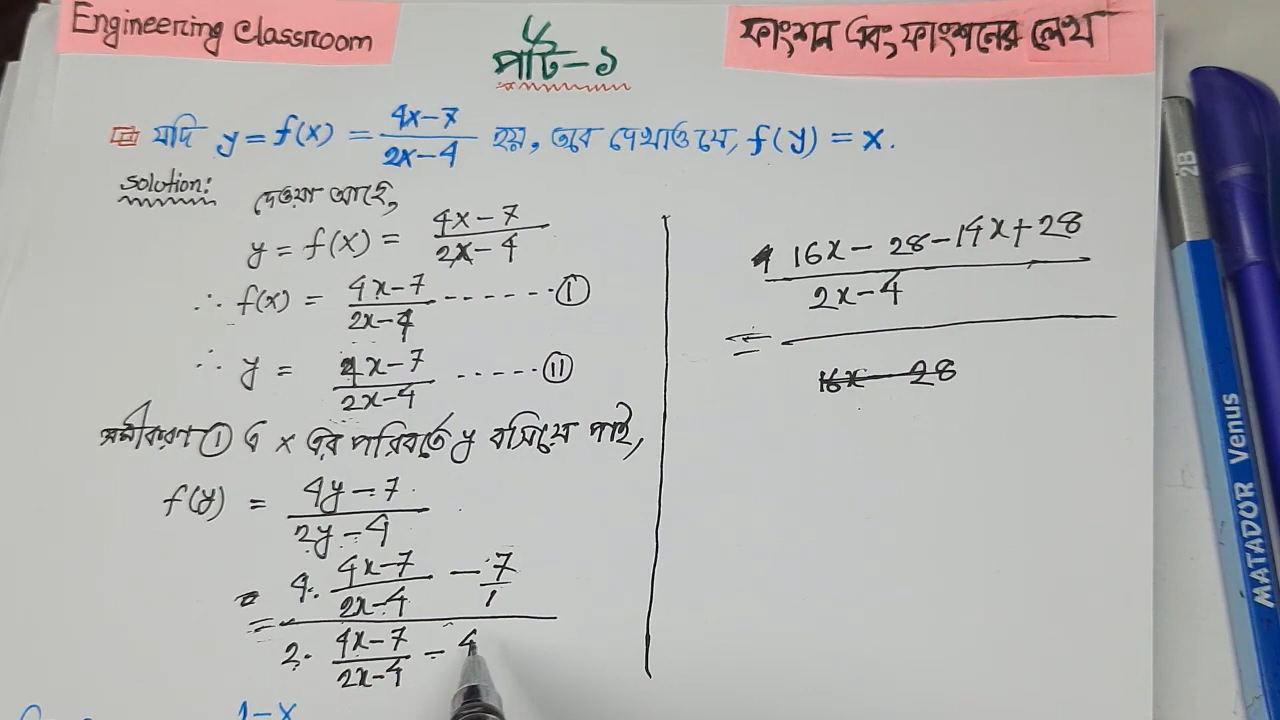 Engineering Classroom
পার্ট-১
ফাংশন এবং ফাংশনের লেখ
যদি y = f(x) = (4x-7)/(2x-4) হয়, তবে দেখাও যে, f(y) = x.
Solution:
দেওয়া আছে,
y = f(x) = (4x-7)/(2x-4)
∴ f(x) = (4x-7)/(2x-4) ------- (I)
∴ y = (4x-7)/(2x-4) ----- (II)
সমীকরণ (I) এ x এর পরিবর্তে y বসিয়ে পাই,
f(y) = (4y-7)/(2y-4)
= (4·(4x-7)/(2x-4) - 7/1)/(2·(4x-7)/(2x-4) - 4
= (16x-28-14x+28)/(2x-4)
16x-28
1-x
MATADOR Venus
2B